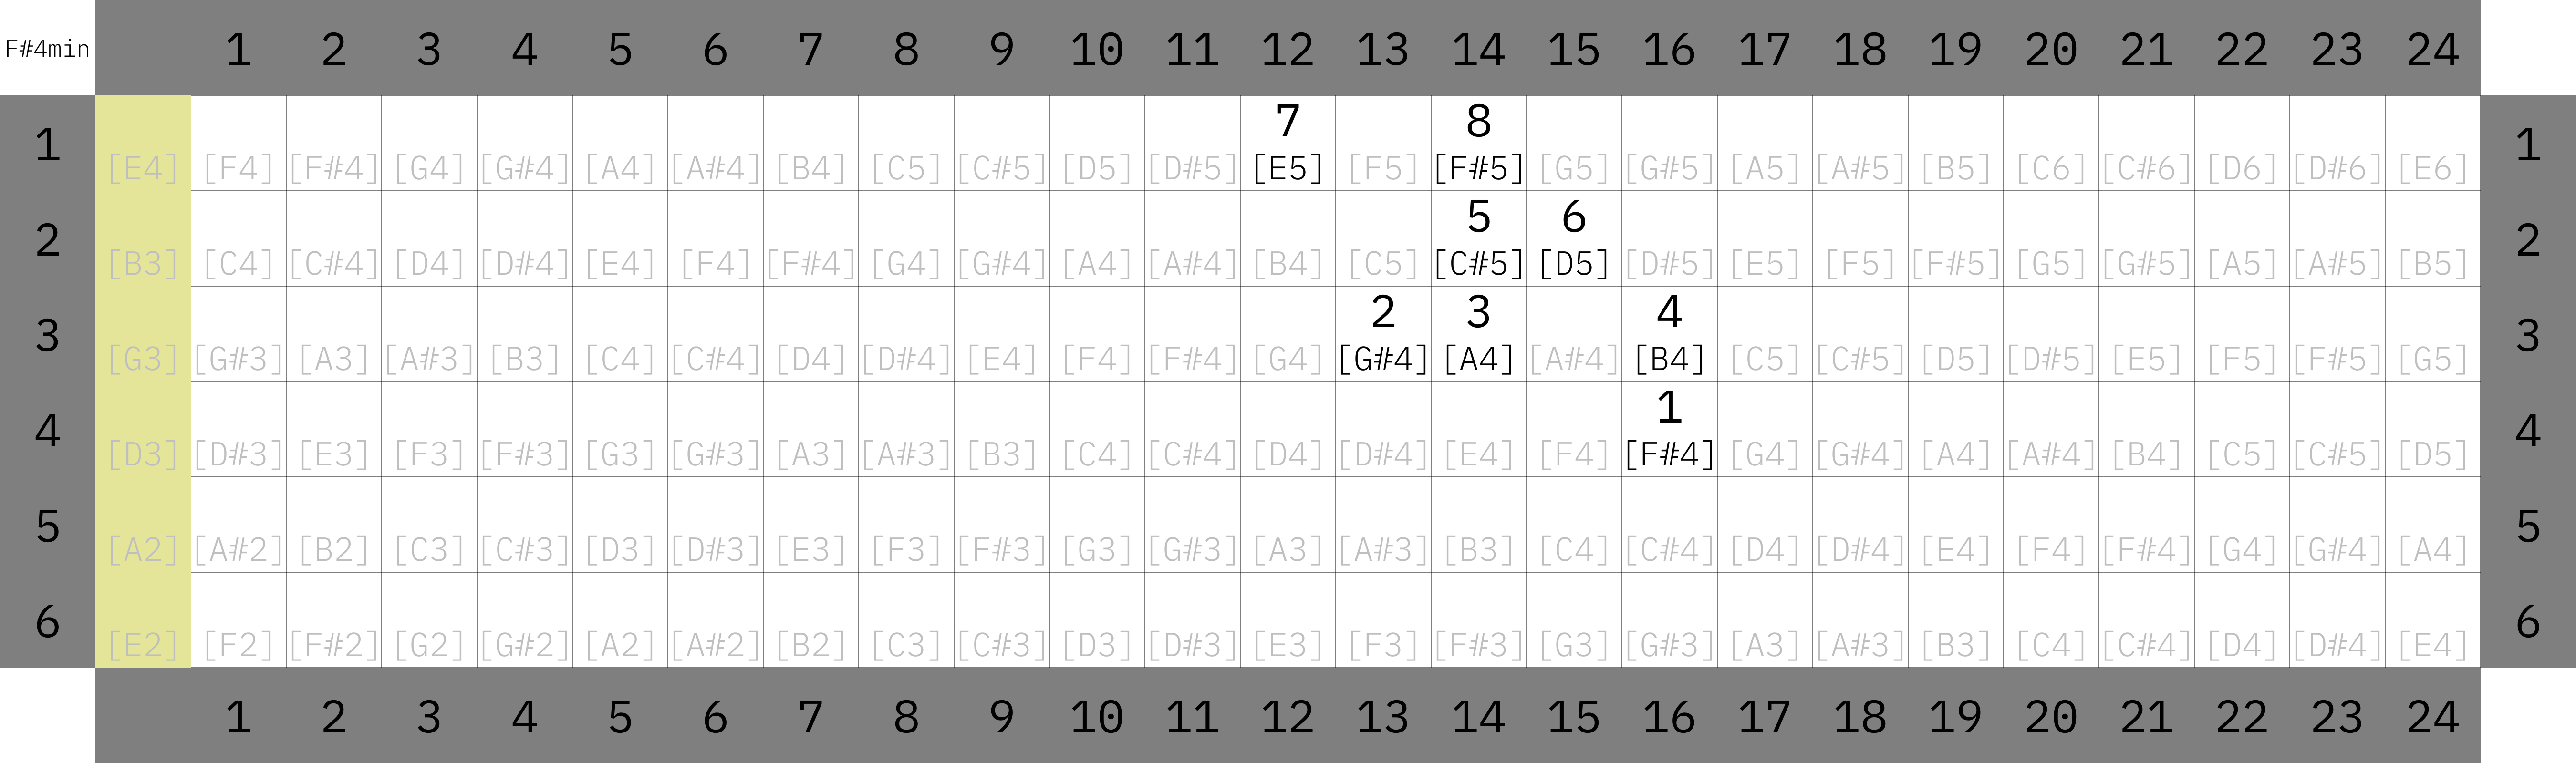 F#4min 1 2 3 4 5 6 7 8 9 10 11 12 13 14 15 16 17 18 19 20 21 22 23 24
7 8
1 [E4] [F4] [F#4] [G4] [G#4] [A4] [A#4] [B4] [C5] [C#5] [D5] [D#5] [E5] [F5] [F#5] [G5] [G#5] [A5] [A#5] [B5] [C6] [C#6] [D6] [D#6] [E6] 1
5 6
2 [B3] [C4] [C#4] [D4] [D#4] [E4] [F4] [F#4] [G4] [G#4] [A4] [A#4] [B4] [C5] [C#5] [D5] [D#5] [E5] [F5] [F#5] [G5] [G#5] [A5] [A#5] [B5] 2
2 3 4
3 [G3] [G#3] [A3] [A#3] [B3] [C4] [C#4] [D4] [D#4] [E4] [F4] [F#4] [G4] [G#4] [A4] [A#4] [B4] [C5] [C#5] [D5] [D#5] [E5] [F5] [F#5] [G5] 3
1
4 [D3] [D#3] [E3] [F3] [F#3] [G3] [G#3] [A3] [A#3] [B3] [C4] [C#4] [D4] [D#4] [E4] [F4] [F#4] [G4] [G#4] [A4] [A#4] [B4] [C5] [C#5] [D5] 4
5 [A2] [A#2] [B2] [C3] [C#3] [D3] [D#3] [E3] [F3] [F#3] [G3] [G#3] [A3] [A#3] [B3] [C4] [C#4] [D4] [D#4] [E4] [F4] [F#4] [G4] [G#4] [A4] 5
6 [E2] [F2] [F#2] [G2] [G#2] [A2] [A#2] [B2] [C3] [C#3] [D3] [D#3] [E3] [F3] [F#3] [G3] [G#3] [A3] [A#3] [B3] [C4] [C#4] [D4] [D#4] [E4] 6
1 2 3 4 5 6 7 8 9 10 11 12 13 14 15 16 17 18 19 20 21 22 23 24